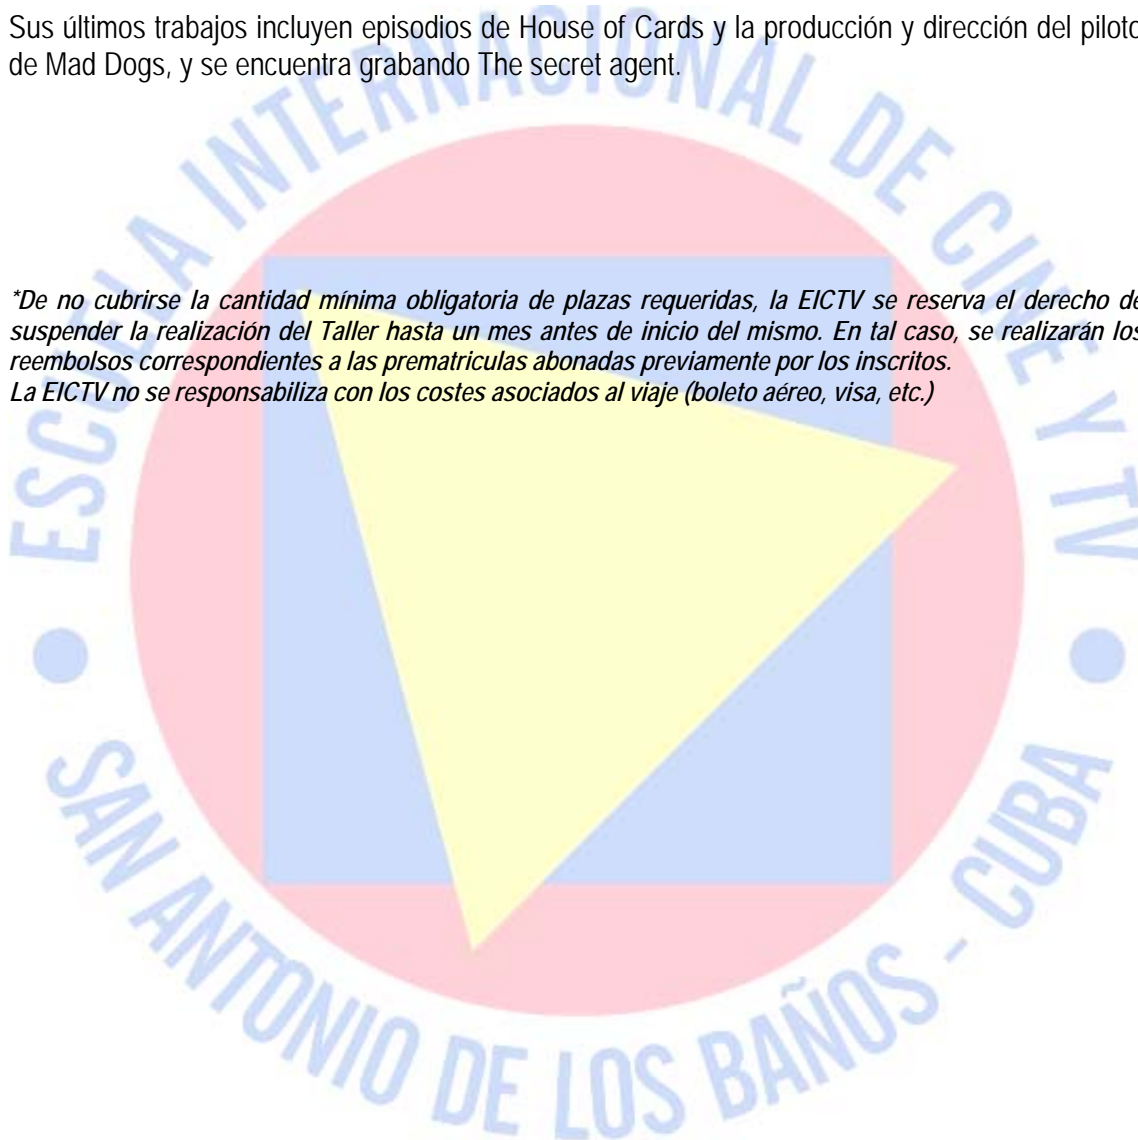 Sus últimos trabajos incluyen episodios de House of Cards y la producción y dirección del piloto
de Mad Dogs, y se encuentra grabando The secret agent.
*De no cubrirse la cantidad mínima obligatoria de plazas requeridas, la EICTV se reserva el derecho de
suspender la realización del Taller hasta un mes antes de inicio del mismo. En tal caso, se realizarán los
reembolsos correspondientes a las prematriculas abonadas previamente por los inscritos.
La EICTV no se responsabiliza con los costes asociados al viaje (boleto aéreo, visa, etc.)
ESCUELA INTERNACIONAL DE CINE Y TV
SAN ANTONIO DE LOS BAÑOS - CUBA